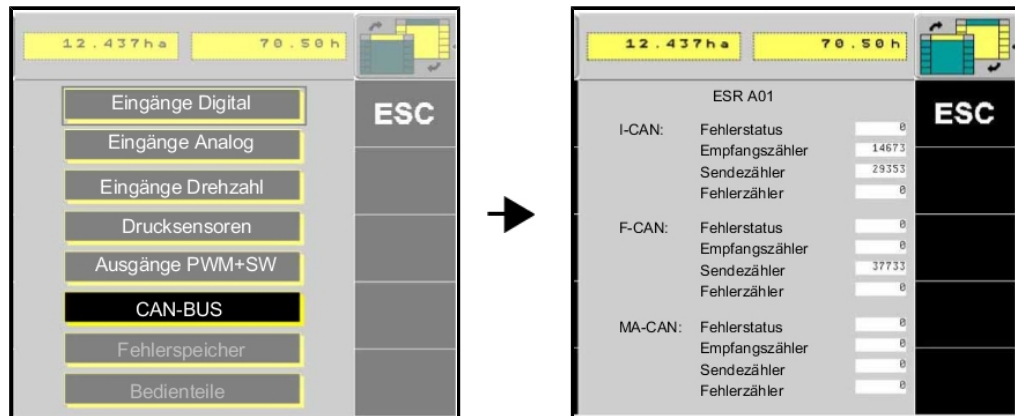 12.437ha 70.50h
ESC
Eingänge Digital
Eingänge Analog
Eingänge Drehzahl
Drucksensoren
Ausgänge PWM+SW
CAN-BUS
Fehlerspeicher
Bedienteile
12.437ha 70.50h
ESC
ESR A01
I-CAN: Fehlerstatus 0
Empfangszähler 14673
Sendezähler 29353
Fehlerzähler 0
F-CAN: Fehlerstatus 0
Empfangszähler 0
Sendezähler 37733
Fehlerzähler 0
MA-CAN: Fehlerstatus 0
Empfangszähler 0
Sendezähler 0
Fehlerzähler 0